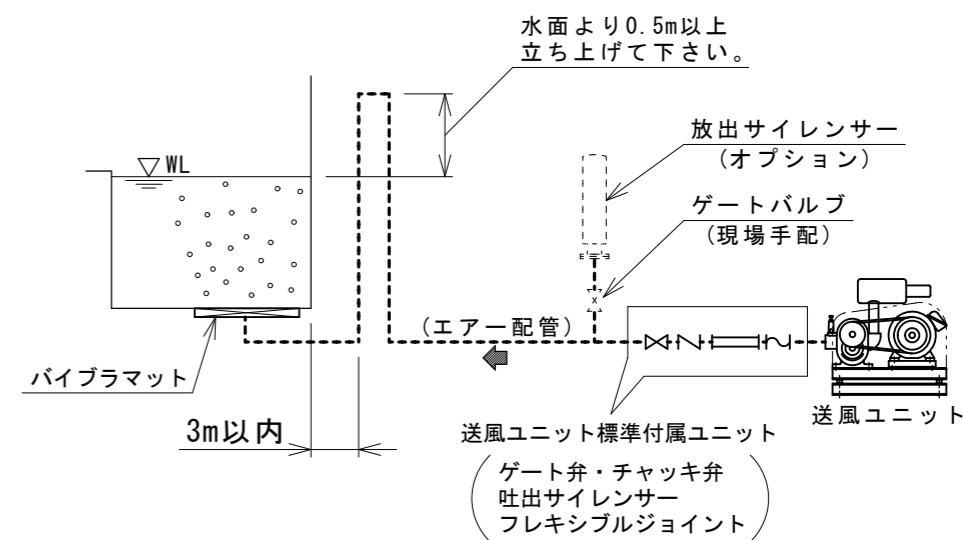 水面より0.5m以上
立ち上げて下さい。
放出サイレンサー
(オプション)
WL
ゲートバルブ
(現場手配)
(エアー配管)
バイブラマット
送風ユニット
3m以内
送風ユニット標準付属ユニット
ゲート弁・チャッキ弁
吐出サイレンサー
フレキシブルジョイント